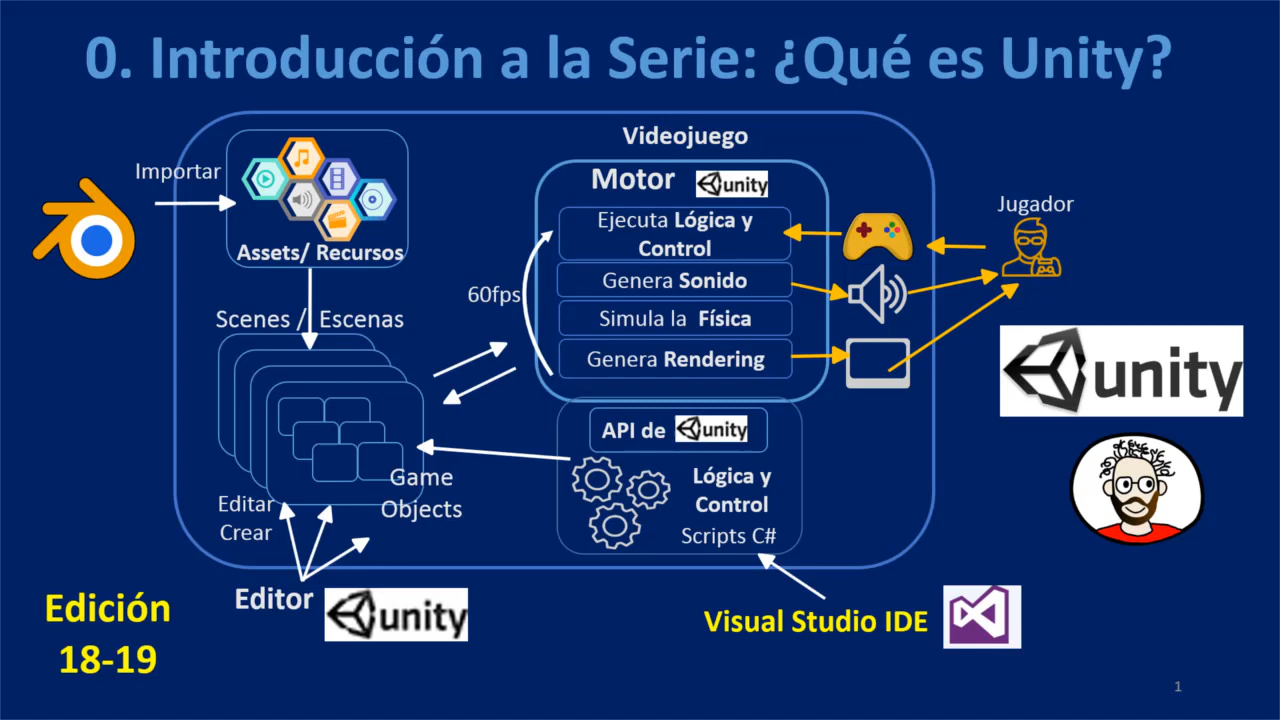 0. Introducción a la Serie: ¿Qué es Unity?
Videojuego
Importar
Motor unity
Jugador
Ejecuta Lógica y
Control
Assets/ Recursos
Genera Sonido
60fps
Scenes / Escenas
Simula la Física
Genera Rendering
unity
API de unity
Game
Objects
Lógica y
Control
Scripts C#
Editar
Crear
Editor unity
Visual Studio IDE
Edición
18-19
1